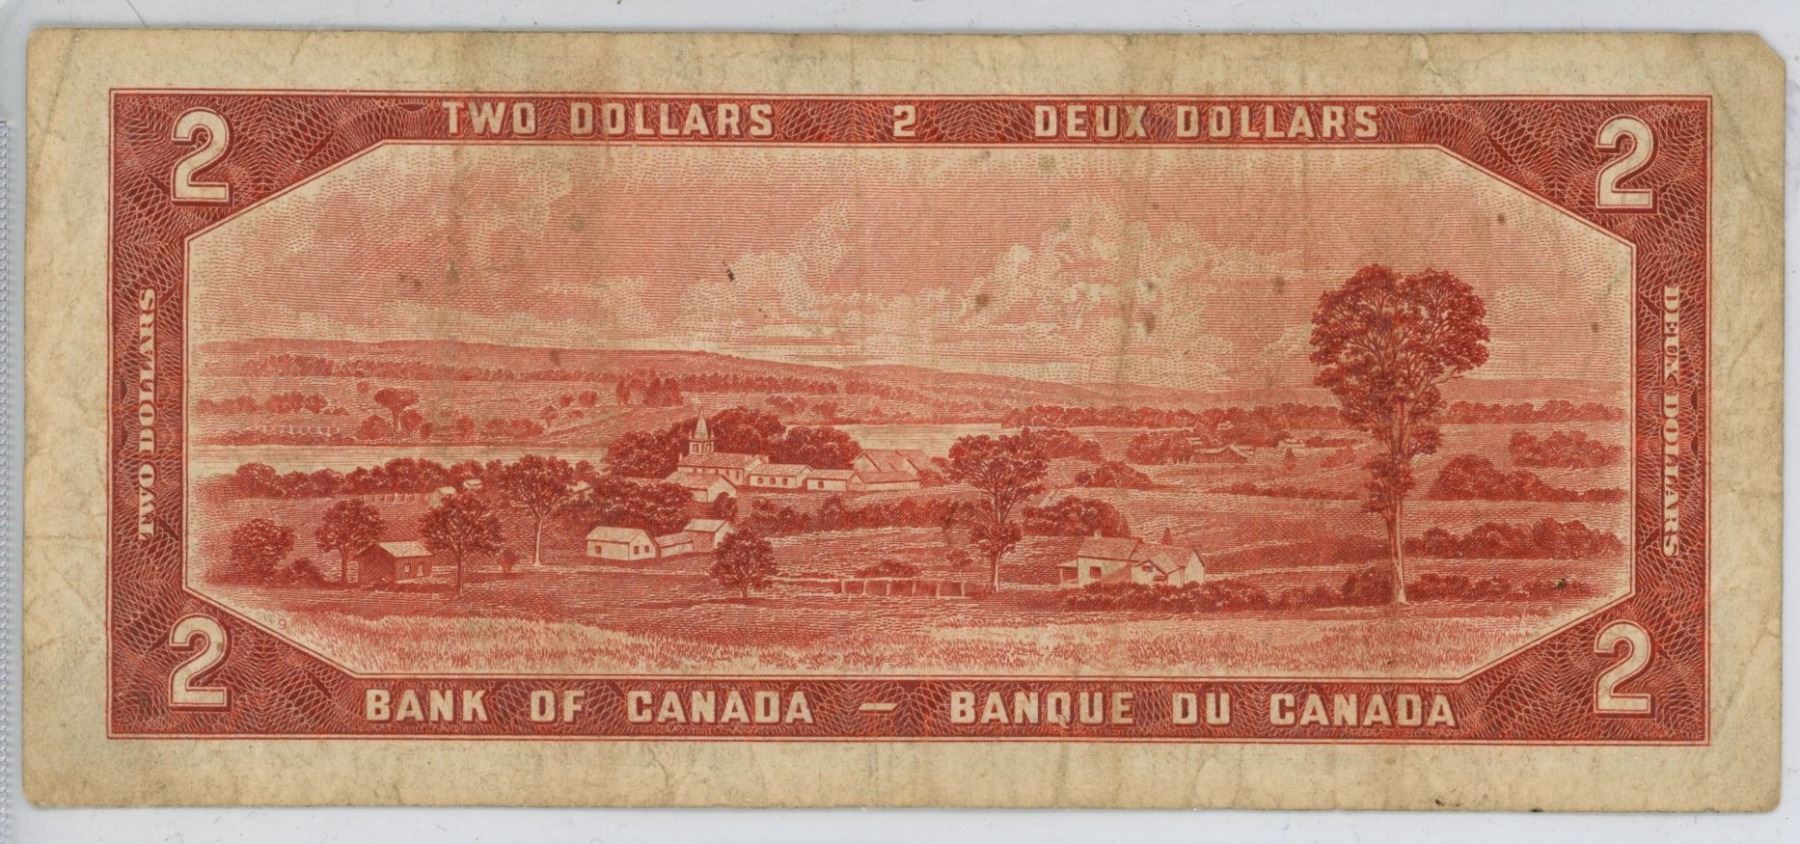 2 TWO DOLLARS 2 DEUX DOLLARS 2
TWO DOLLARS
DEUX DOLLARS
2 BANK OF CANADA — BANQUE DU CANADA 2